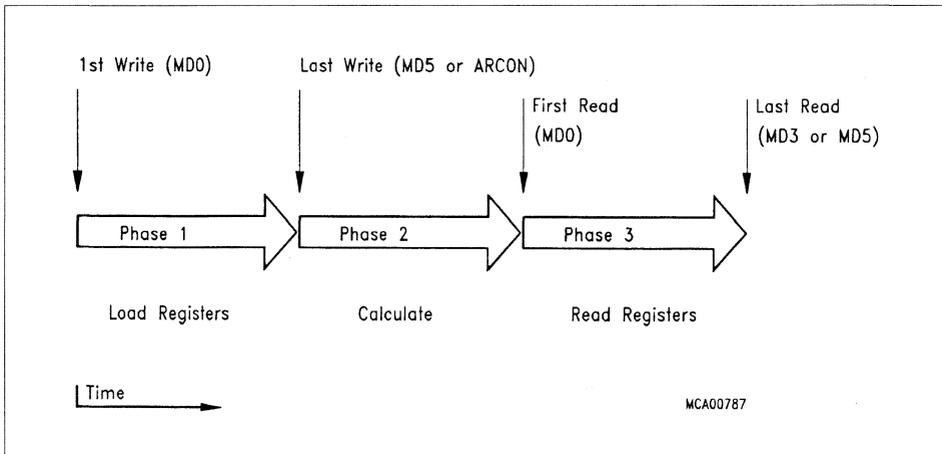 1st Write (MD0)
Last Write (MD5 or ARCON)
First Read
(MD0)
Last Read
(MD3 or MD5)
Phase 1
Phase 2
Phase 3
Load Registers
Calculate
Read Registers
Time
MCA00787